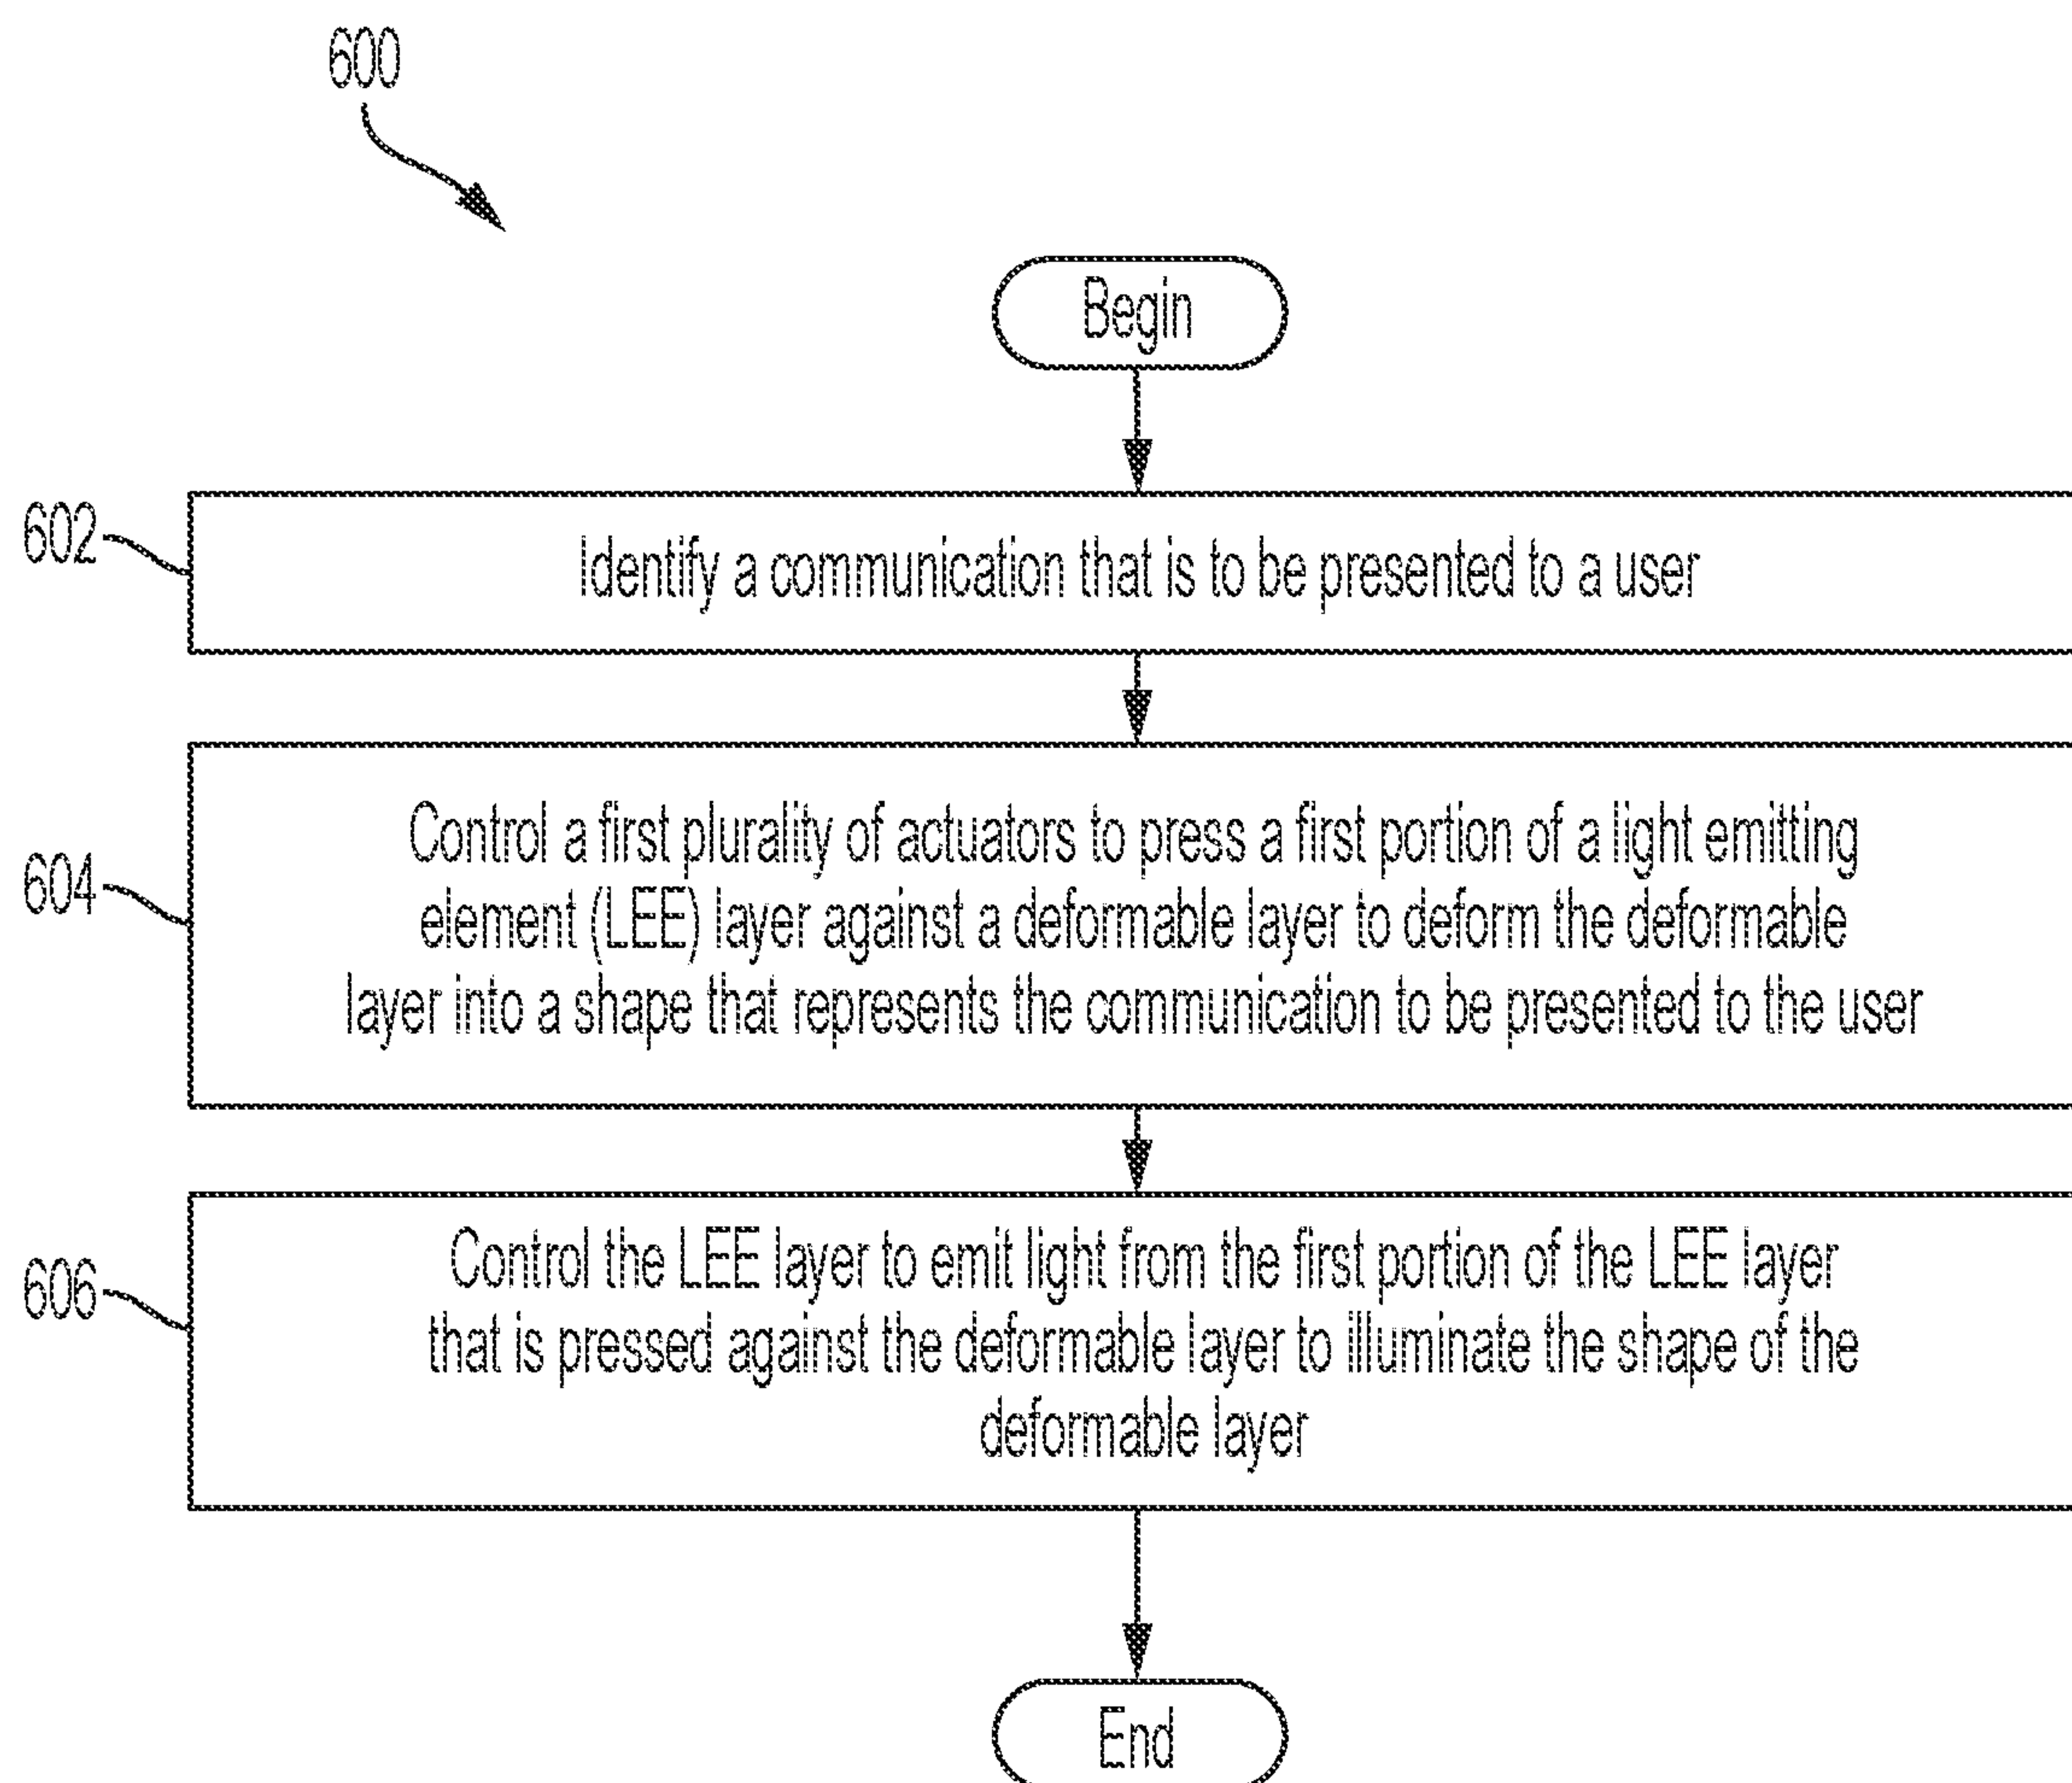 600
Begin
602
Identify a communication that is to be presented to a user
604
Control a first plurality of actuators to press a first portion of a light emitting
element (LEE) layer against a deformable layer to deform the deformable
layer into a shape that represents the communication to be presented to the user
606
Control the LEE layer to emit light from the first portion of the LEE layer
that is pressed against the deformable layer to illuminate the shape of the
deformable layer
End